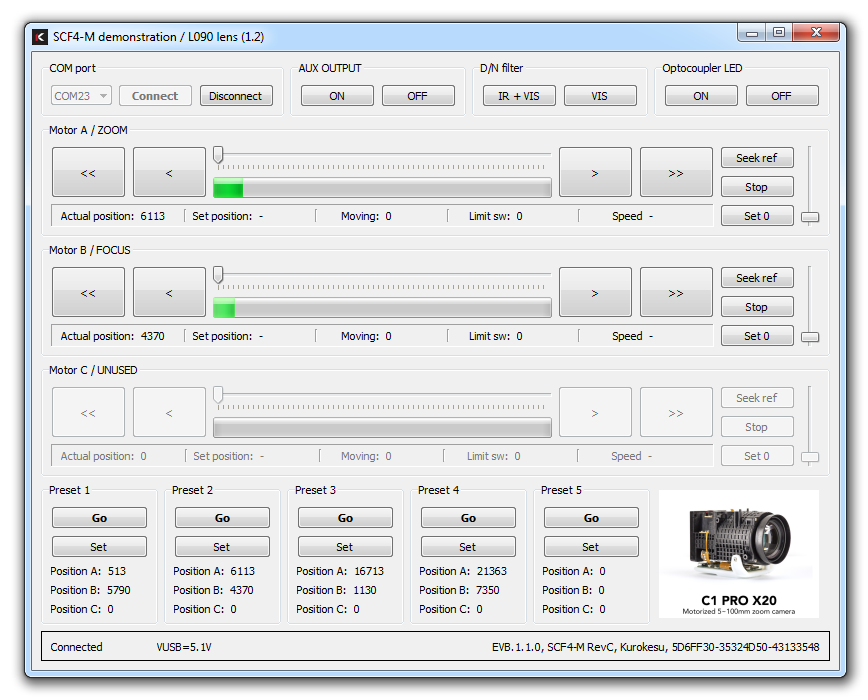 SCF4-M demonstration / L090 lens (1.2)
COM port AUX OUTPUT D/N filter Optocoupler LED
COM23 Connect Disconnect ON OFF IR + VIS VIS ON OFF
Motor A / ZOOM
<< < > >> Seek ref
Stop
Actual position: 6113 Set position: - Moving: 0 Limit sw: 0 Speed - Set 0
Motor B / FOCUS
<< < > >> Seek ref
Stop
Actual position: 4370 Set position: - Moving: 0 Limit sw: 0 Speed - Set 0
Motor C / UNUSED
<< < > >> Seek ref
Stop
Actual position: 0 Set position: - Moving: 0 Limit sw: 0 Speed - Set 0
Preset 1 Preset 2 Preset 3 Preset 4 Preset 5
Go Go Go Go Go
Set Set Set Set Set
Position A: 513 Position A: 6113 Position A: 16713 Position A: 21363 Position A: 0
Position B: 5790 Position B: 4370 Position B: 1130 Position B: 7350 Position B: 0
Position C: 0 Position C: 0 Position C: 0 Position C: 0 Position C: 0
C1 PRO X20
Motorized 5~100mm zoom camera
Connected VUSB=5.1V EVB.1.1.0, SCF4-M RevC, Kurokesu, 5D6FF30-35324D50-43133548